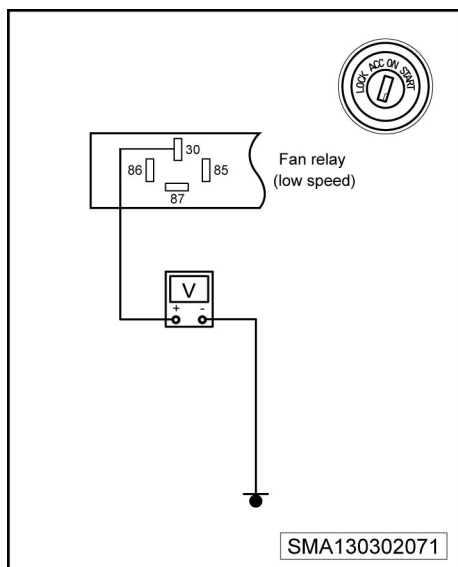 LOCK ACC ON START
30
86
85
87
Fan relay
(low speed)
V
+ -
SMA130302071